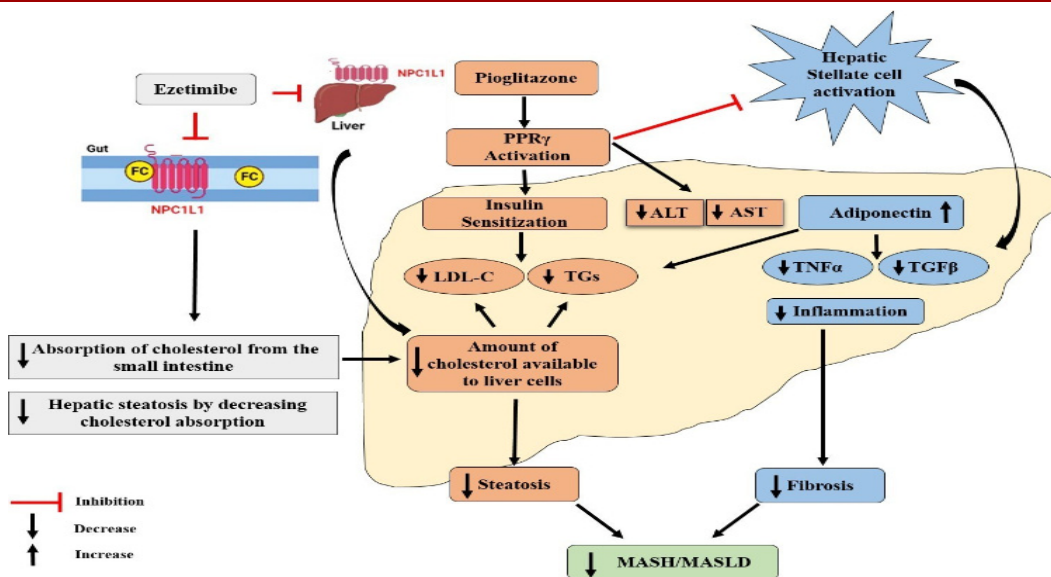 Ezetimibe
NPC1L1
Liver
Gut
FC
FC
NPC1L1
Pioglitazone
PPRγ
Activation
Hepatic
Stellate cell
activation
Insulin
Sensitization
↓ ALT
↓ AST
Adiponectin ↑
↓ LDL-C
↓ TGs
↓ TNFα
↓ TGFβ
↓ Inflammation
↓ Absorption of cholesterol from the
small intestine
↓ Amount of
cholesterol available
to liver cells
↓ Hepatic steatosis by decreasing
cholesterol absorption
↓ Steatosis
↓ Fibrosis
Inhibition
Decrease
Increase
↓ MASH/MASLD